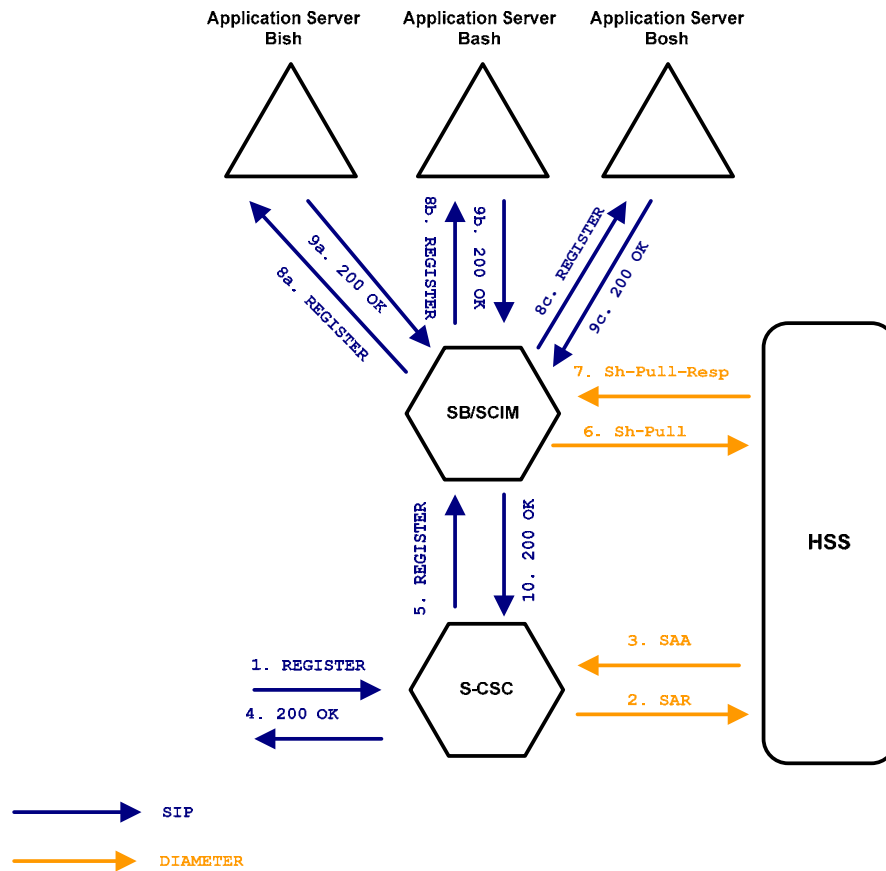 Application Server
Bish
Application Server
Bash
Application Server
Bosh
8a. REGISTER
9a. 200 OK
8b. REGISTER
9b. 200 OK
8c. REGISTER
9c. 200 OK
7. Sh-Pull-Resp
SB/SCIM
6. Sh-Pull
5. REGISTER
10. 200 OK
HSS
3. SAA
1. REGISTER
S-CSC
2. SAR
4. 200 OK
SIP
DIAMETER